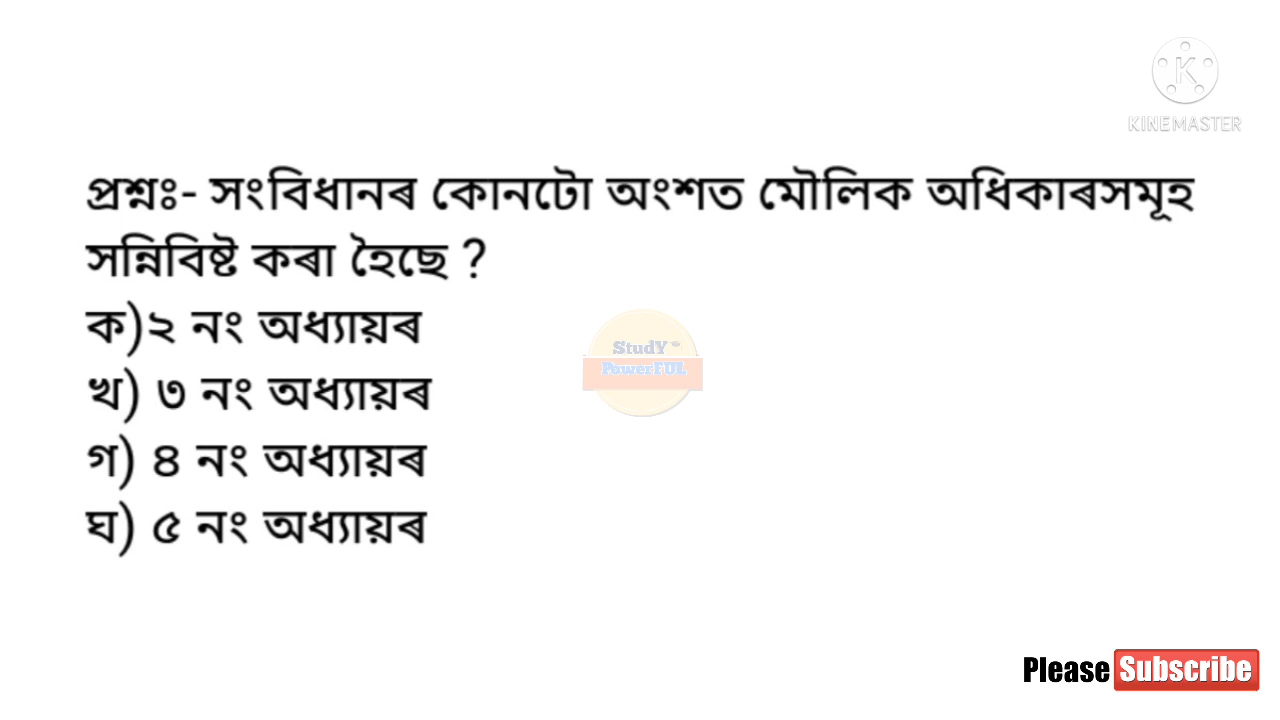 KINEMASTER
প্ৰশ্নঃ- সংবিধানৰ কোনটো অংশত মৌলিক অধিকাৰসমূহ
সন্নিবিষ্ট কৰা হৈছে ?
ক)২ নং অধ্যায়ৰ
খ) ৩ নং অধ্যায়ৰ
StudY
PowerFUL
গ) ৪ নং অধ্যায়ৰ
ঘ) ৫ নং অধ্যায়ৰ
Please Subscribe